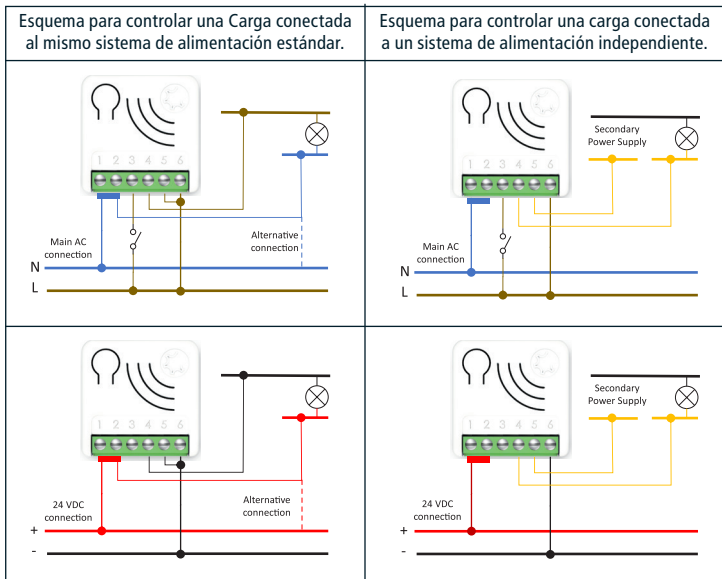 Esquema para controlar una Carga conectada
al mismo sistema de alimentación estándar.
Esquema para controlar una carga conectada
a un sistema de alimentación independiente.
1 2 3 4 5 6
Main AC
connection
Alternative
connection
N
L
1 2 3 4 5 6
Secondary
Power Supply
Main AC
connection
N
L
1 2 3 4 5 6
24 VDC
connection
Alternative
connection
+
-
1 2 3 4 5 6
Secondary
Power Supply
24 VDC
connection
+
-